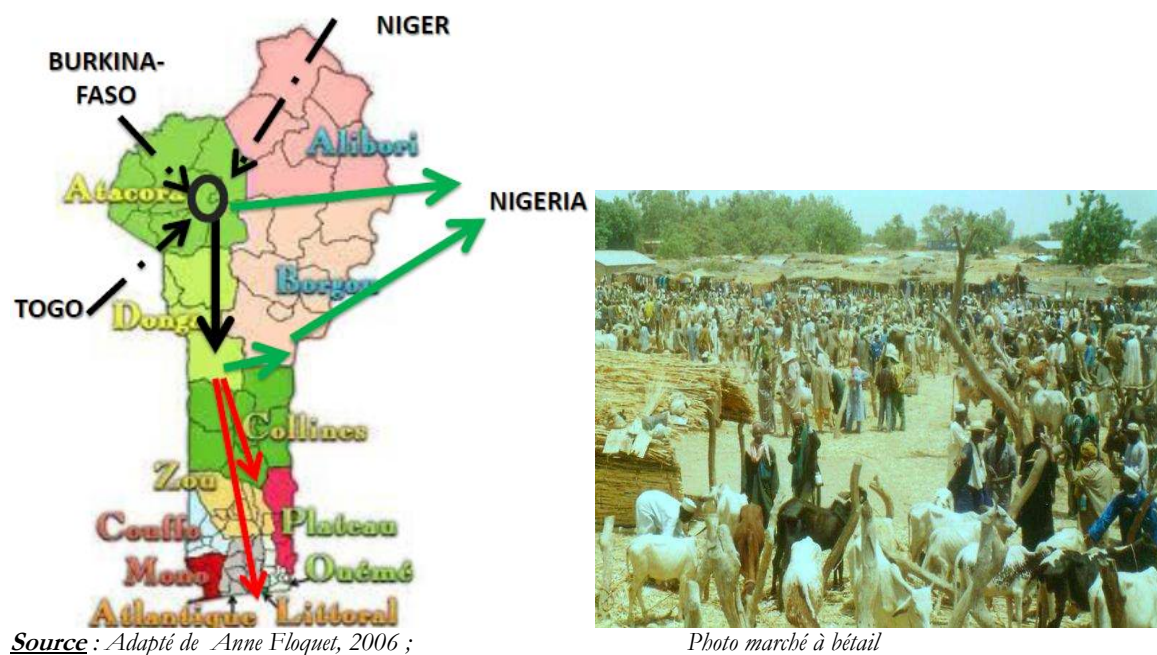 NIGER
BURKINA-
FASO
Alibori
Atacora
NIGERIA
Borgou
TOGO
Donga
Collines
Zou
Couffo
Plateau
Mono
Ouémé
Atlantique
Littoral
Source : Adapté de Anne Floquet, 2006 ;
Photo marché à bétail